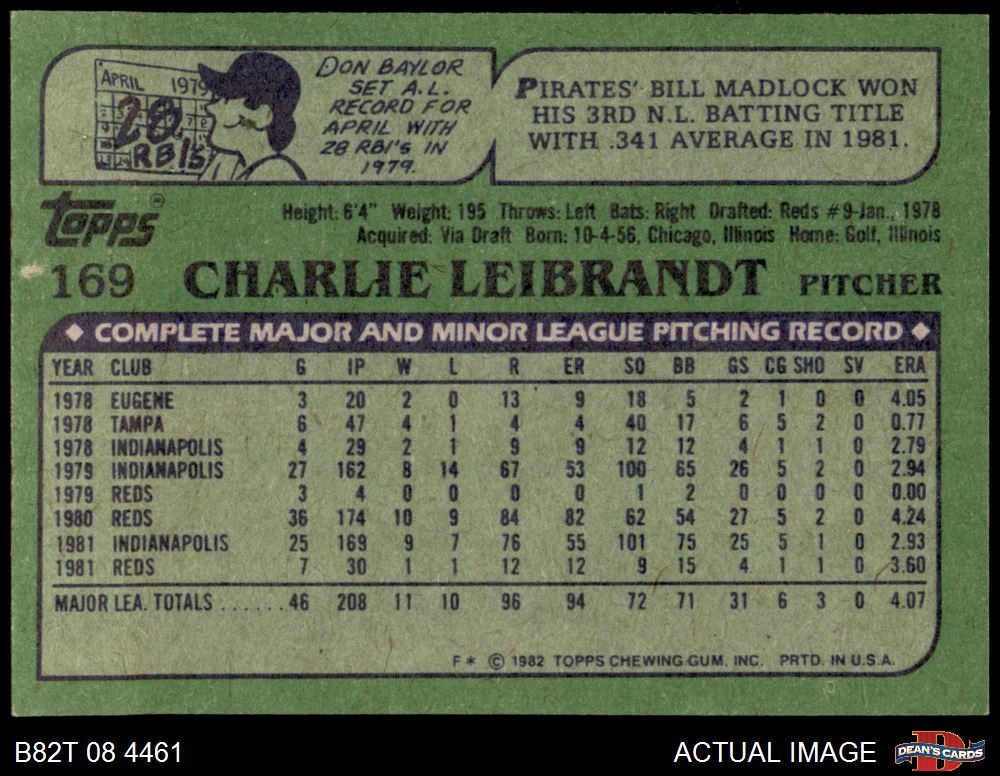 APRIL 1979
28
RBI'S
DON BAYLOR
SET A.L.
RECORD FOR
APRIL WITH
28 RBI'S IN
1979.
PIRATES' BILL MADLOCK WON
HIS 3RD N.L. BATTING TITLE
WITH .341 AVERAGE IN 1981.
Topps®
Height: 6'4" Weight: 195 Throws: Left Bats: Right Drafted: Reds #9-Jan., 1978
Acquired: Via Draft Born: 10-4-56, Chicago, Illinois Home: Golf, Illinois
169 CHARLIE LEIBRANDT PITCHER
◆ COMPLETE MAJOR AND MINOR LEAGUE PITCHING RECORD ◆
YEAR CLUB G IP W L R ER SO BB GS CG SHO SV ERA
1978 EUGENE 3 20 2 0 13 9 18 5 2 1 0 0 4.05
1978 TAMPA 6 47 4 1 4 4 40 17 6 5 2 0 0.77
1978 INDIANAPOLIS 4 29 2 1 9 9 12 12 4 1 1 0 2.79
1979 INDIANAPOLIS 27 162 8 14 67 53 100 65 26 5 2 0 2.94
1979 REDS 3 4 0 0 0 0 1 2 0 0 0 0 0.00
1980 REDS 36 174 10 9 84 82 62 54 27 5 2 0 4.24
1981 INDIANAPOLIS 25 169 9 7 76 55 101 75 25 5 1 0 2.93
1981 REDS 7 30 1 1 12 12 9 15 4 1 1 0 3.60
MAJOR LEA. TOTALS ...... 46 208 11 10 96 94 72 71 31 6 3 0 4.07
F* © 1982 TOPPS CHEWING GUM, INC. PRTD. IN U.S.A.
B82T 08 4461
ACTUAL IMAGE
DEAN'S CARDS